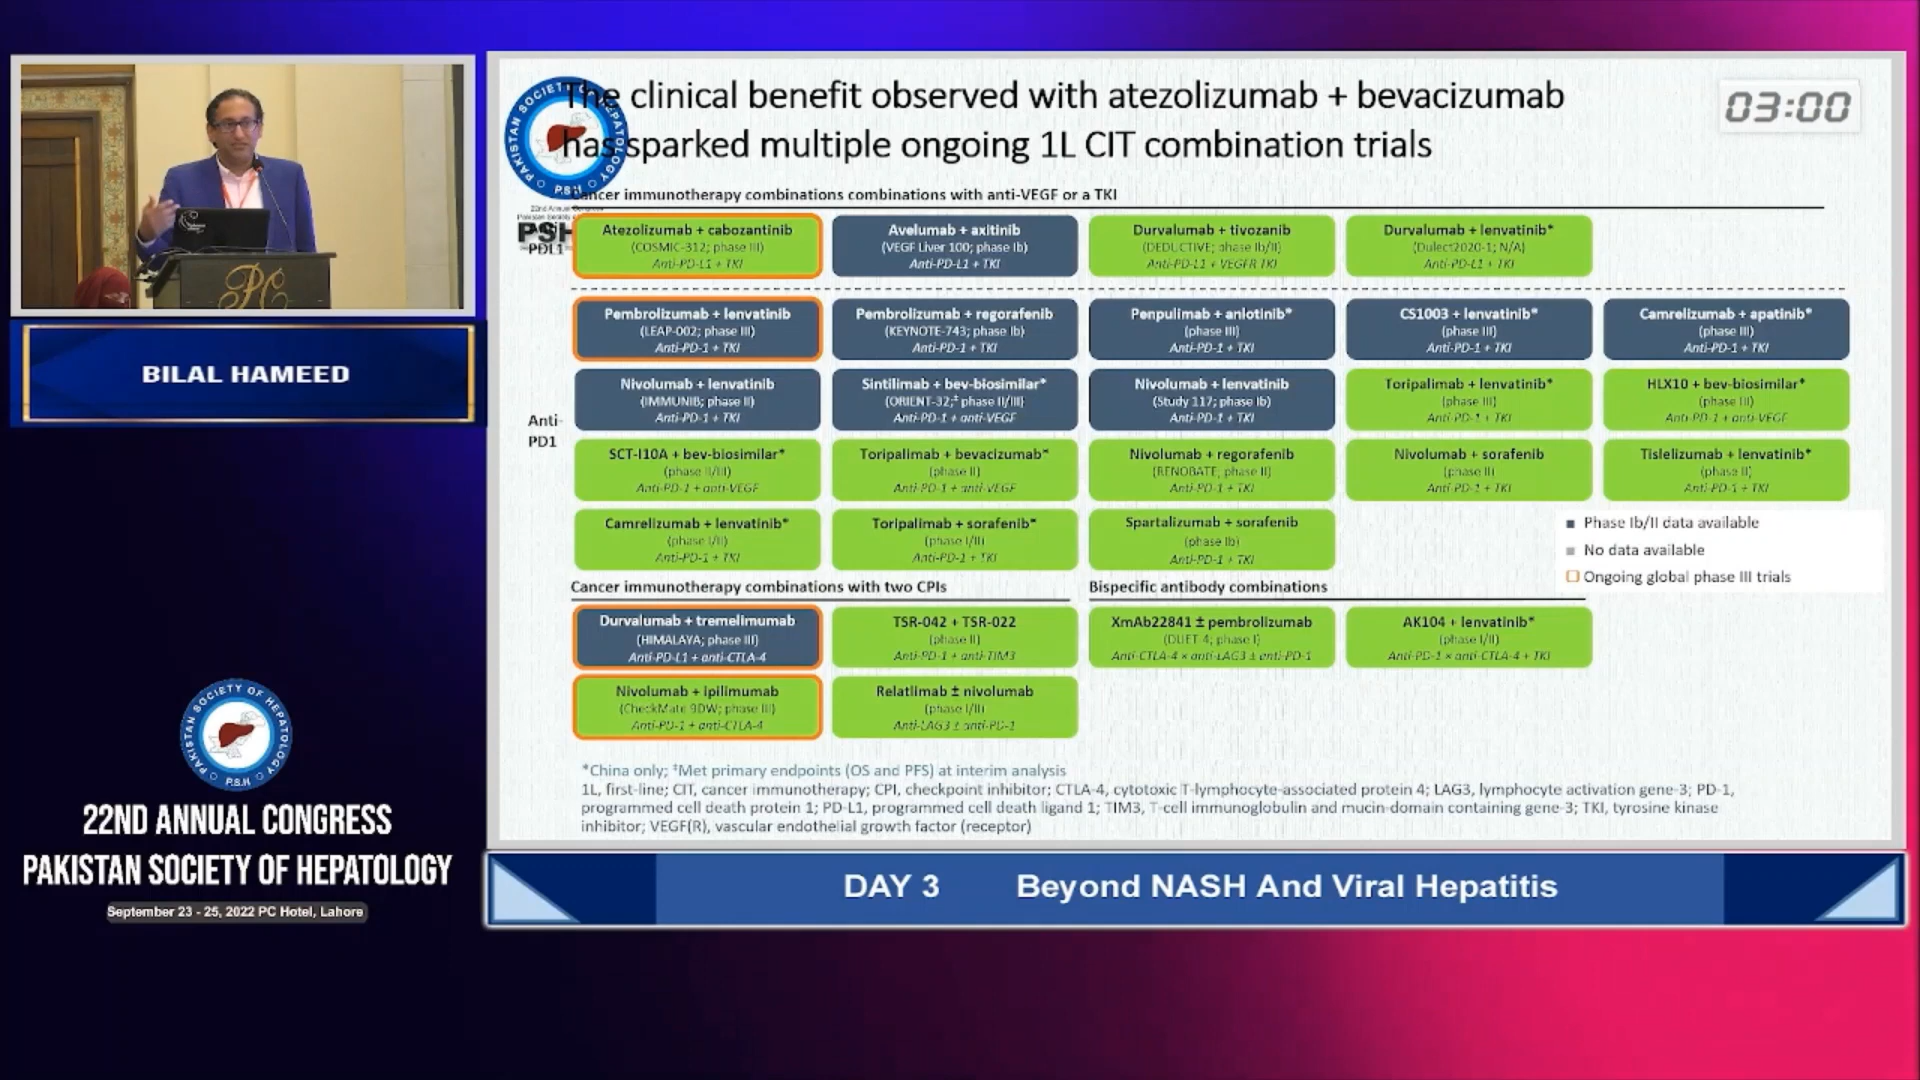 The clinical benefit observed with atezolizumab + bevacizumab
has sparked multiple ongoing 1L CIT combination trials
03:00
PAKISTAN SOCIETY OF HEPATOLOGY
P.S.H
Cancer immunotherapy combinations combinations with anti-VEGF or a TKI
PSH
PDL1
Atezolizumab + cabozantinib
(COSMIC-312; phase III)
Anti-PD-L1 + TKI
Avelumab + axitinib
(VEGF Liver 100; phase Ib)
Anti-PD-L1 + TKI
Durvalumab + tivozanib
(DEDUCTIVE; phase Ib/II)
Anti-PD-L1 + VEGFR TKI
Durvalumab + lenvatinib*
(Dulect2020-1; N/A)
Anti-PD-L1 + TKI
Anti-
PD1
Pembrolizumab + lenvatinib
(LEAP-002; phase III)
Anti-PD-1 + TKI
Pembrolizumab + regorafenib
(KEYNOTE-743; phase Ib)
Anti-PD-1 + TKI
Penpulimab + anlotinib*
(phase III)
Anti-PD-1 + TKI
CS1003 + lenvatinib*
(phase III)
Anti-PD-1 + TKI
Camrelizumab + apatinib*
(phase III)
Anti-PD-1 + TKI
Nivolumab + lenvatinib
(IMMUNIB; phase II)
Anti-PD-1 + TKI
Sintilimab + bev-biosimilar*
(ORIENT-32;‡ phase II/III)
Anti-PD-1 + anti-VEGF
Nivolumab + lenvatinib
(Study 117; phase Ib)
Anti-PD-1 + TKI
Toripalimab + lenvatinib*
(phase III)
Anti-PD-1 + TKI
HLX10 + bev-biosimilar*
(phase III)
Anti-PD-1 + anti-VEGF
SCT-I10A + bev-biosimilar*
(phase II/III)
Anti-PD-1 + anti-VEGF
Toripalimab + bevacizumab*
(phase II)
Anti-PD-1 + anti-VEGF
Nivolumab + regorafenib
(RENOBATE; phase II)
Anti-PD-1 + TKI
Nivolumab + sorafenib
(phase II)
Anti-PD-1 + TKI
Tislelizumab + lenvatinib*
(phase II)
Anti-PD-1 + TKI
Camrelizumab + lenvatinib*
(phase I/II)
Anti-PD-1 + TKI
Toripalimab + sorafenib*
(phase I/II)
Anti-PD-1 + TKI
Spartalizumab + sorafenib
(phase Ib)
Anti-PD-1 + TKI
Phase Ib/II data available
No data available
Ongoing global phase III trials
Cancer immunotherapy combinations with two CPIs
Durvalumab + tremelimumab
(HIMALAYA; phase III)
Anti-PD-L1 + anti-CTLA-4
TSR-042 + TSR-022
(phase II)
Anti-PD-1 + anti-TIM3
Nivolumab + ipilimumab
(CheckMate 9DW; phase III)
Anti-PD-1 + anti-CTLA-4
Relatlimab ± nivolumab
(phase I/II)
Anti-LAG3 ± anti-PD-1
Bispecific antibody combinations
XmAb22841 ± pembrolizumab
(DUET-4; phase I)
Anti-CTLA-4 × anti-LAG3 ± anti-PD-1
AK104 + lenvatinib*
(phase I/II)
Anti-PD-1 × anti-CTLA-4 + TKI
*China only; ‡Met primary endpoints (OS and PFS) at interim analysis
1L, first-line; CIT, cancer immunotherapy; CPI, checkpoint inhibitor; CTLA-4, cytotoxic T-lymphocyte-associated protein 4; LAG3, lymphocyte activation gene-3; PD-1,
programmed cell death protein 1; PD-L1, programmed cell death ligand 1; TIM3, T-cell immunoglobulin and mucin-domain containing gene-3; TKI, tyrosine kinase
inhibitor; VEGF(R), vascular endothelial growth factor (receptor)
PC
BILAL HAMEED
PAKISTAN SOCIETY OF HEPATOLOGY
P.S.H
22ND ANNUAL CONGRESS
PAKISTAN SOCIETY OF HEPATOLOGY
September 23 - 25, 2022 PC Hotel, Lahore
DAY 3 Beyond NASH And Viral Hepatitis